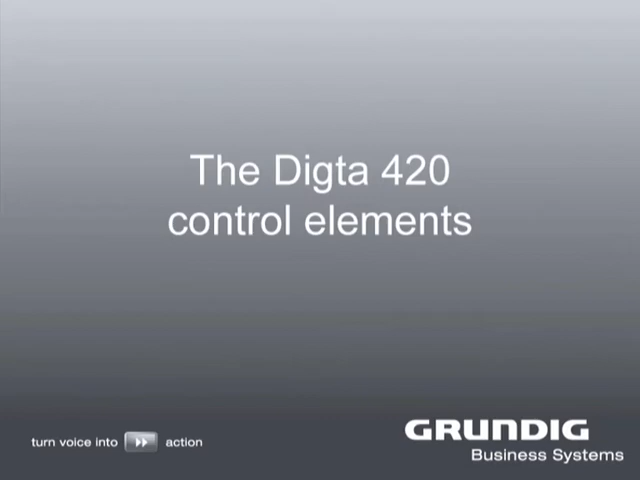 The Digta 420
control elements
turn voice into action
GRUNDIG
Business Systems